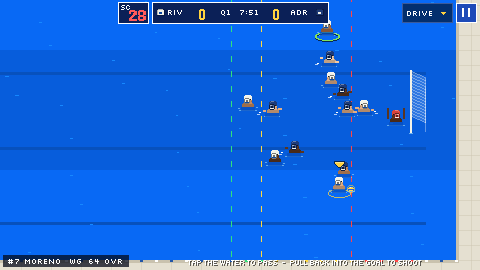 SC
28
RIV 0 Q1 7:51 0 ADR
DRIVE
#7 MORENO - WG 64 OVR
TAP THE WATER TO PASS - PULL BACK INTO THE GOAL TO SHOOT